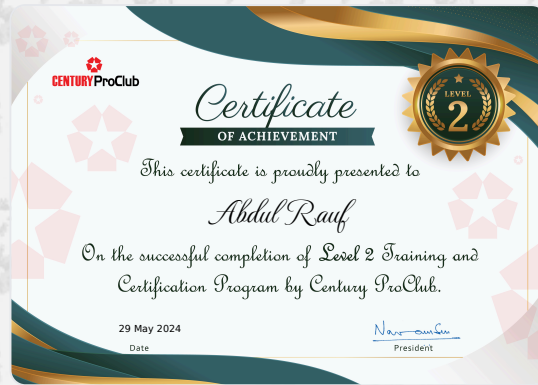 CENTURY ProClub
Certificate
OF ACHIEVEMENT
LEVEL
2
This certificate is proudly presented to
Abdul Rauf
On the successful completion of Level 2 Training and
Certification Program by Century ProClub.
29 May 2024
Date
President